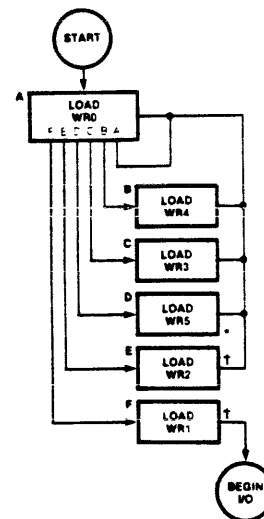 START
A
LOAD
WR0
F E D C B A
B
LOAD
WR4
C
LOAD
WR3
D
LOAD
WR5
*
E
LOAD
WR2
†
F
LOAD
WR1
†
BEGIN
I/O